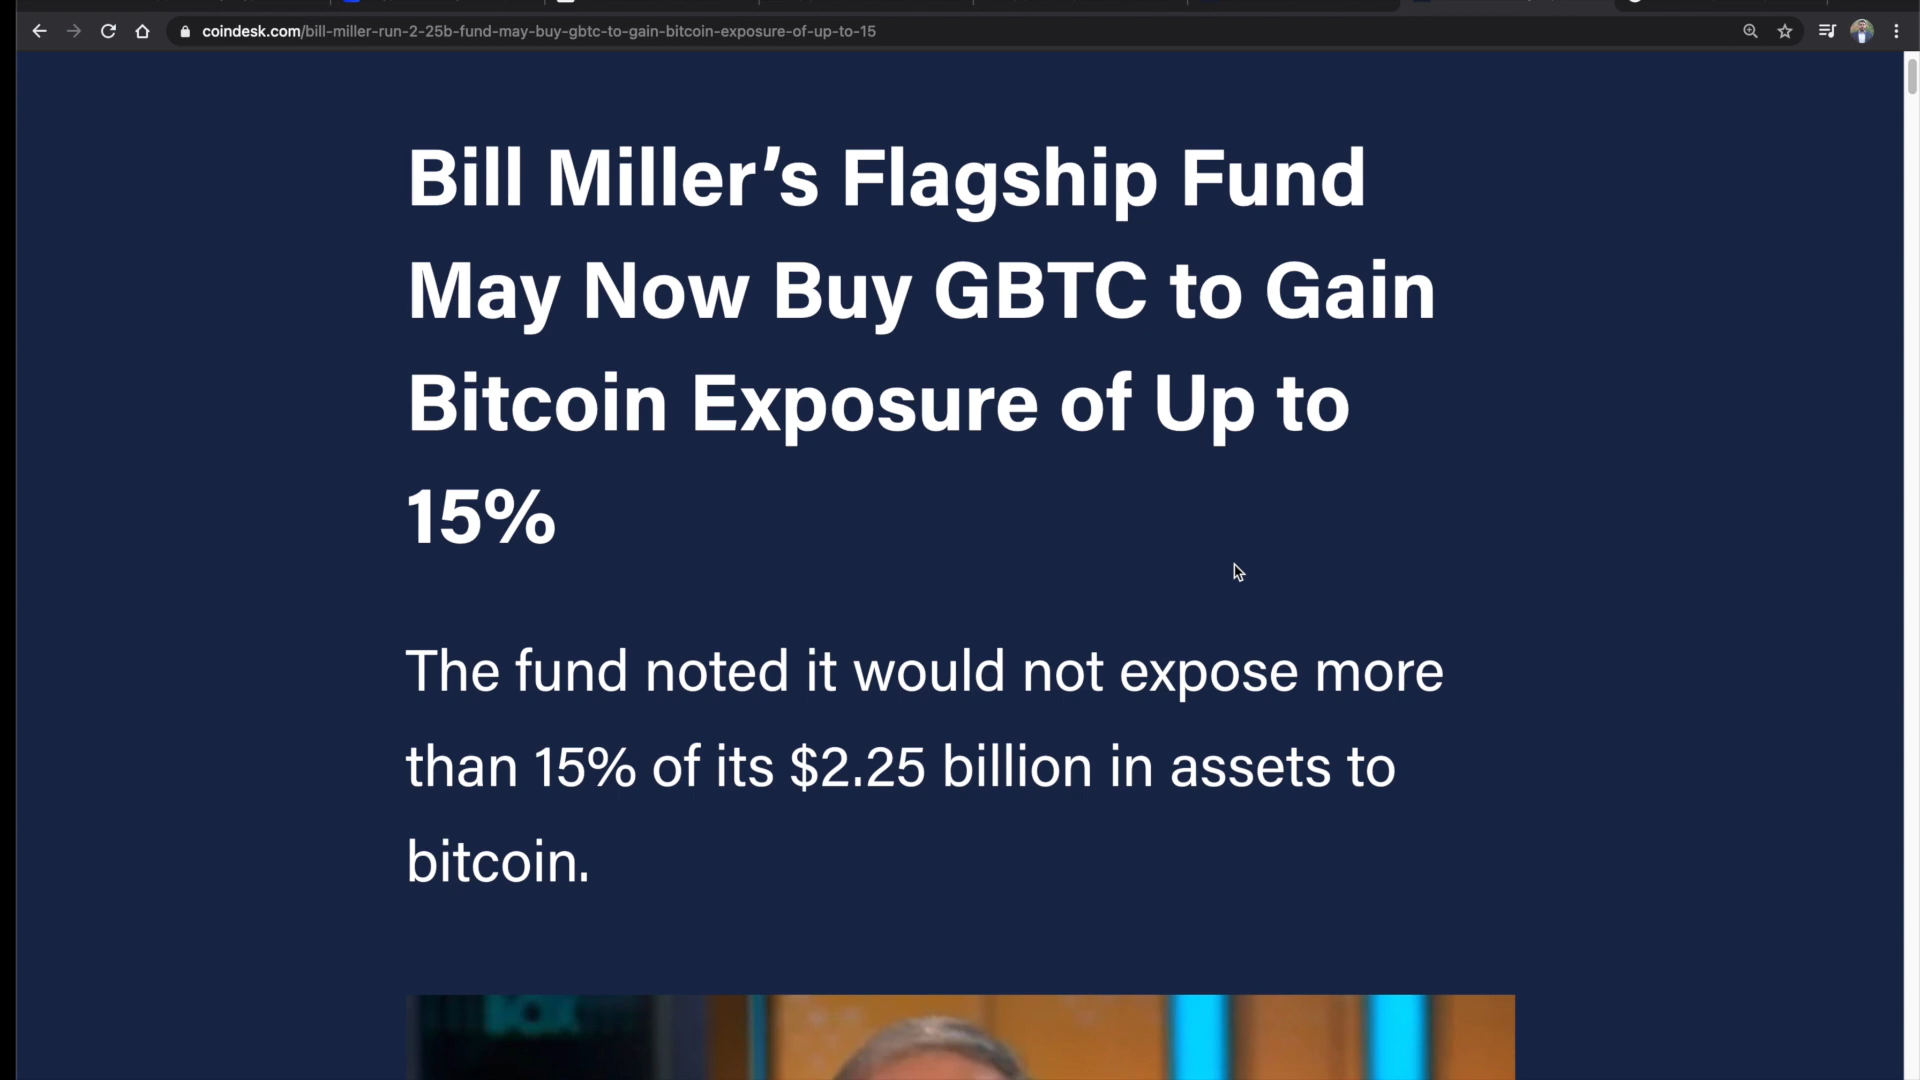 coindesk.com/bill-miller-run-2-25b-fund-may-buy-gbtc-to-gain-bitcoin-exposure-of-up-to-15
Bill Miller’s Flagship Fund
May Now Buy GBTC to Gain
Bitcoin Exposure of Up to
15%
The fund noted it would not expose more
than 15% of its $2.25 billion in assets to
bitcoin.